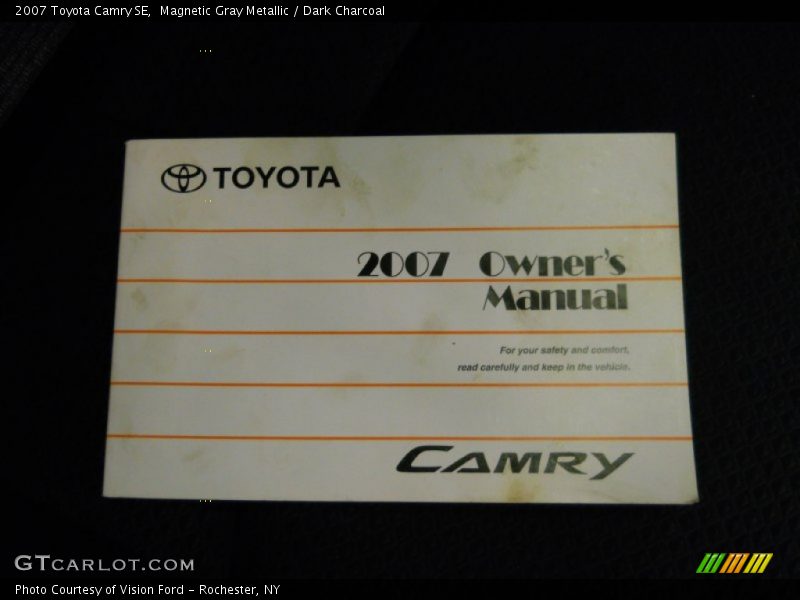 2007 Toyota Camry SE,  Magnetic Gray Metallic / Dark Charcoal
TOYOTA
2007 Owner's
Manual
For your safety and comfort,
read carefully and keep in the vehicle.
CAMRY
GTCARLOT.COM
Photo Courtesy of Vision Ford - Rochester, NY